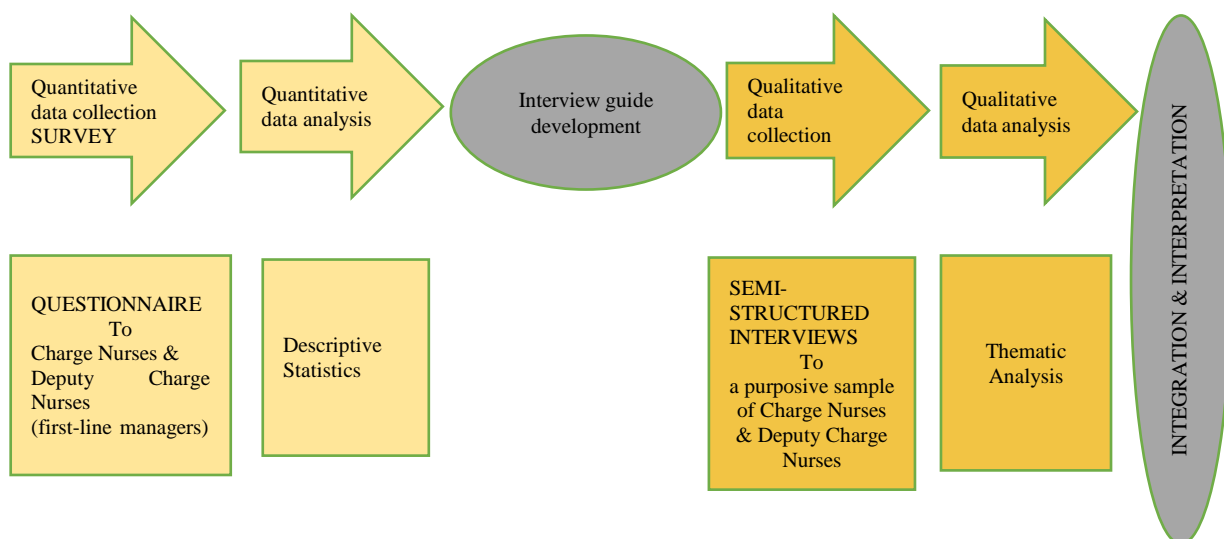 Quantitative
data collection
SURVEY
Quantitative
data analysis
Interview guide
development
Qualitative
data
collection
Qualitative
data analysis
INTEGRATION & INTERPRETATION
QUESTIONNAIRE
To
Charge Nurses &
Deputy Charge
Nurses
(first-line managers)
Descriptive
Statistics
SEMI-
STRUCTURED
INTERVIEWS
To
a purposive sample
of Charge Nurses
& Deputy Charge
Nurses
Thematic
Analysis